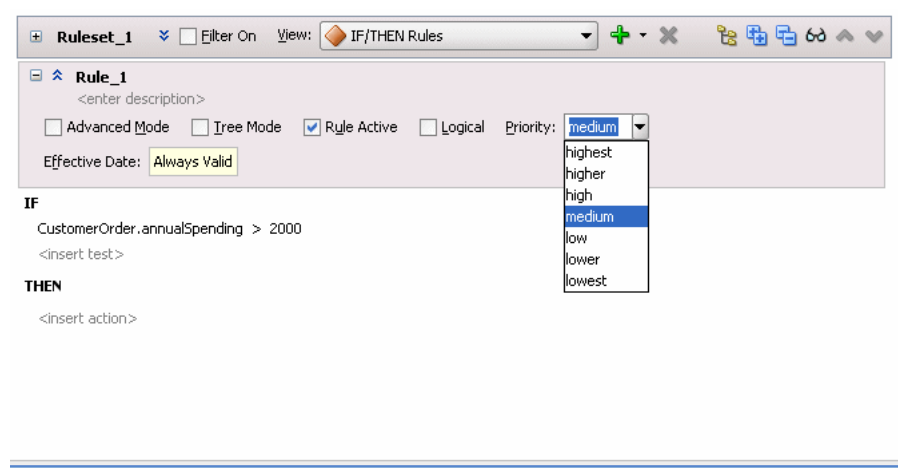 Ruleset_1 Filter On View: IF/THEN Rules
Rule_1
<enter description>
Advanced Mode Tree Mode Rule Active Logical Priority: medium
Effective Date: Always Valid
highest
higher
high
medium
low
lower
lowest
IF
CustomerOrder.annualSpending > 2000
<insert test>
THEN
<insert action>